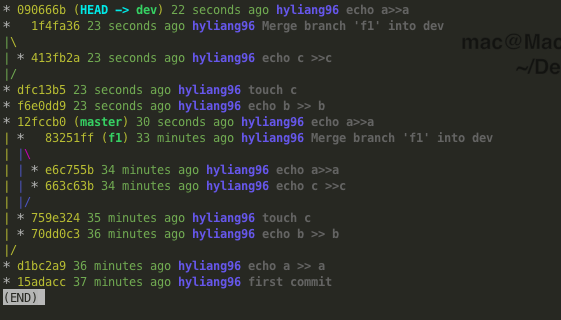 * 090666b (HEAD -> dev) 22 seconds ago hyliang96 echo a>>a
*   1f4fa36 23 seconds ago hyliang96 Merge branch 'f1' into dev
|\
| * 413fb2a 23 seconds ago hyliang96 echo c >>c
|/
* dfc13b5 23 seconds ago hyliang96 touch c
* f6e0dd9 23 seconds ago hyliang96 echo b >> b
* 12fccb0 (master) 30 seconds ago hyliang96 echo a>>a
| *   83251ff (f1) 33 minutes ago hyliang96 Merge branch 'f1' into dev
| |\
| | * e6c755b 34 minutes ago hyliang96 echo a>>a
| | * 663c63b 34 minutes ago hyliang96 echo c >>c
| |/
| * 759e324 35 minutes ago hyliang96 touch c
| * 70dd0c3 36 minutes ago hyliang96 echo b >> b
|/
* d1bc2a9 36 minutes ago hyliang96 echo a >> a
* 15adacc 37 minutes ago hyliang96 first commit
(END)
mac@Mac
~/De